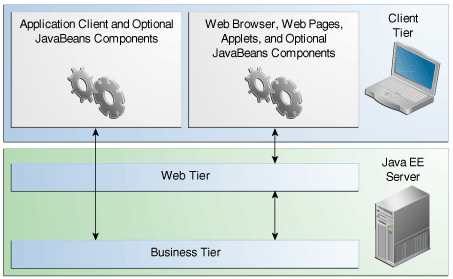 Application Client and Optional
JavaBeans Components
Web Browser, Web Pages,
Applets, and Optional
JavaBeans Components
Client
Tier
Java EE
Server
Web Tier
Business Tier